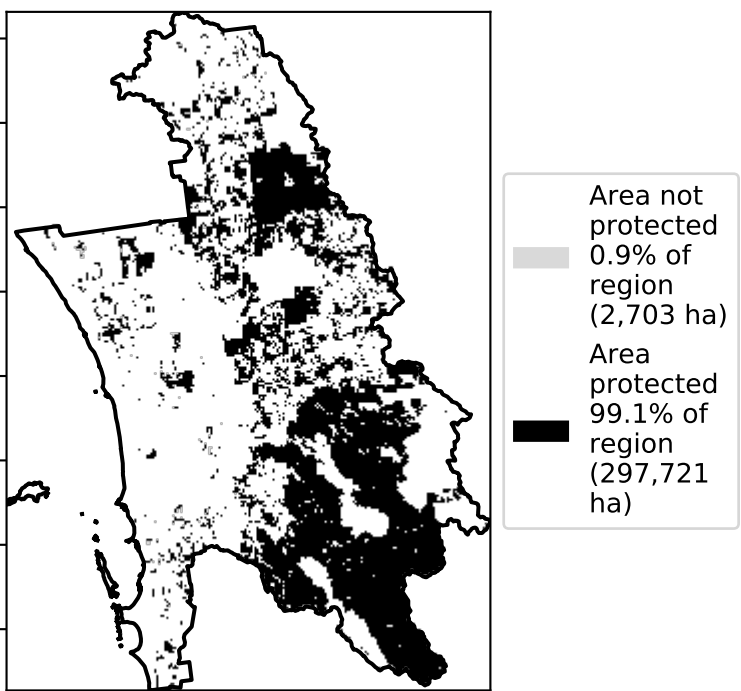 Area not
protected
0.9% of
region
(2,703 ha)
Area
protected
99.1% of
region
(297,721
ha)